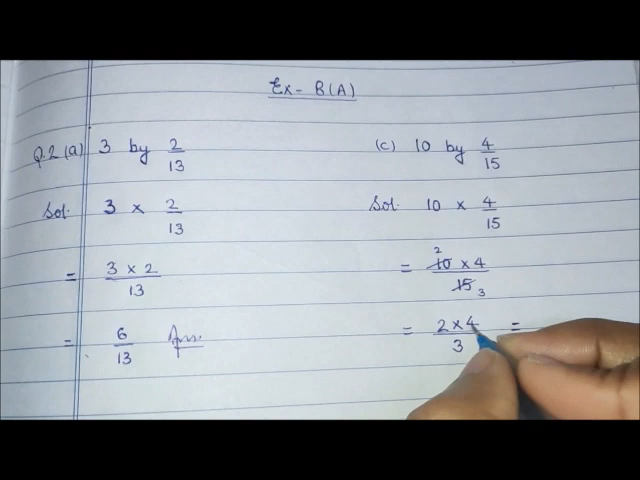 Ex- 8(A)
Q.2 (a) 3 by 2/13
Sol. 3 x 2/13
= 3 x 2/13
= 6/13 Ans.
(c) 10 by 4/15
Sol. 10 x 4/15
= 2 10 x 4/15 3
= 2 x 4/3 =